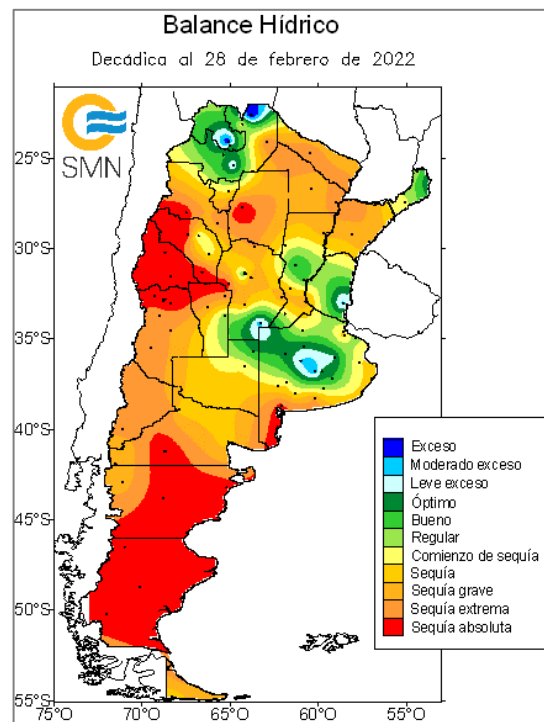 Balance Hídrico
Decádica al 28 de febrero de 2022
SMN
25°S
30°S
35°S
40°S
45°S
50°S
55°S
75°O 70°O 65°O 60°O 55°O
Exceso
Moderado exceso
Leve exceso
Óptimo
Bueno
Regular
Comienzo de sequía
Sequía
Sequía grave
Sequía extrema
Sequía absoluta